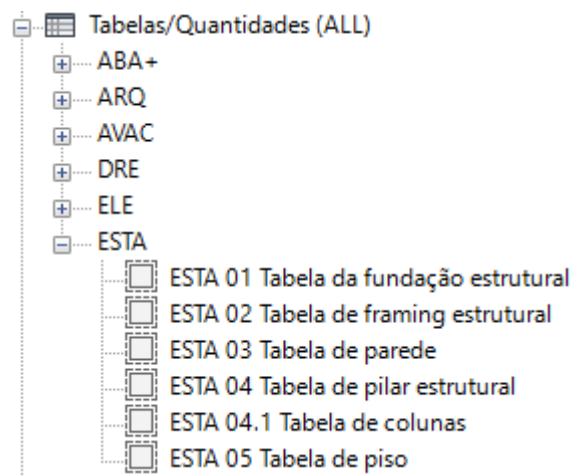 Tabelas/Quantidades (ALL)
ABA+
ARQ
AVAC
DRE
ELE
ESTA
ESTA 01 Tabela da fundação estrutural
ESTA 02 Tabela de framing estrutural
ESTA 03 Tabela de parede
ESTA 04 Tabela de pilar estrutural
ESTA 04.1 Tabela de colunas
ESTA 05 Tabela de piso